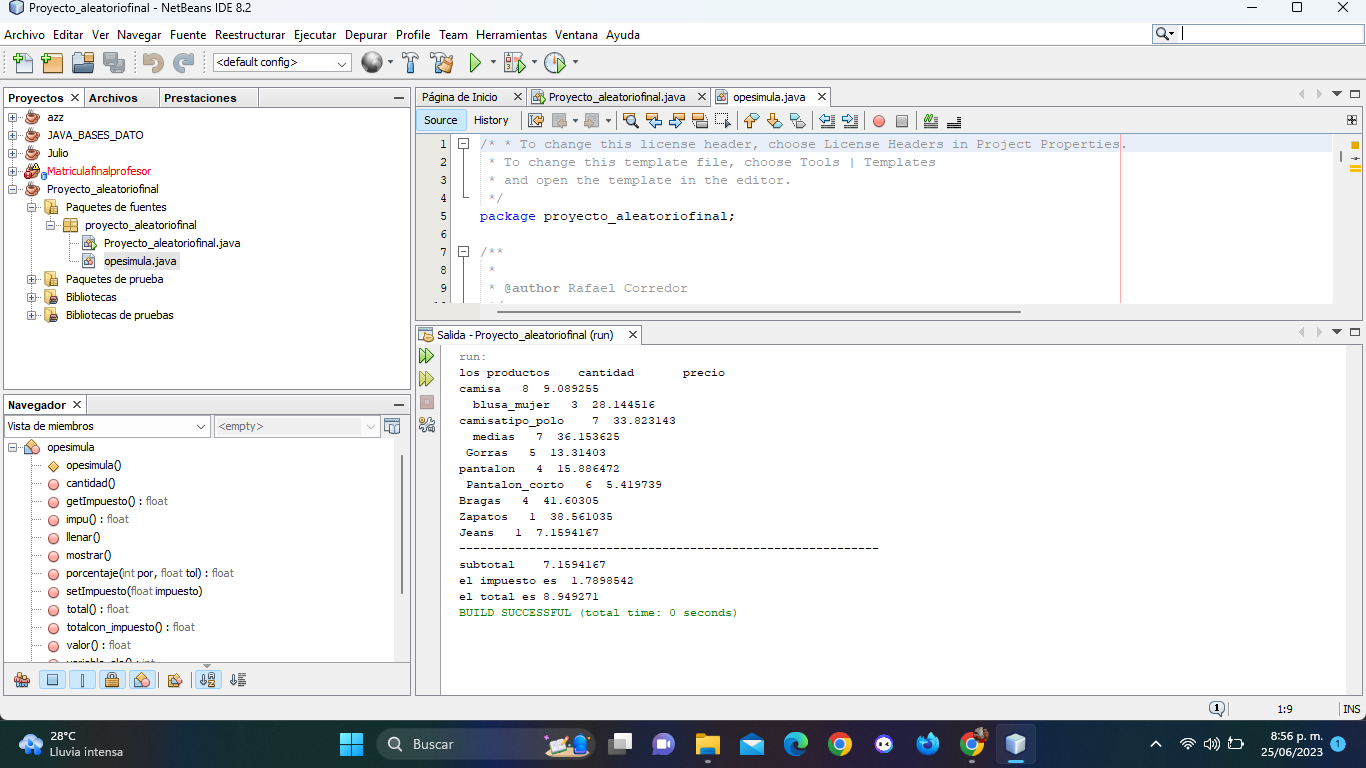 Proyecto_aleatoriofinal - NetBeans IDE 8.2
Archivo Editar Ver Navegar Fuente Reestructurar Ejecutar Depurar Profile Team Herramientas Ventana Ayuda
<default config>
Proyectos Archivos Prestaciones
azz
JAVA_BASES_DATO
Julio
Matriculafinalprofesor
Proyecto_aleatoriofinal
Paquetes de fuentes
proyecto_aleatoriofinal
Proyecto_aleatoriofinal.java
opesimula.java
Paquetes de prueba
Bibliotecas
Bibliotecas de pruebas
Navegador
Vista de miembros <empty>
opesimula
opesimula()
cantidad()
getImpuesto() : float
impu() : float
llenar()
mostrar()
porcentaje(int por, float tol) : float
setImpuesto(float impuesto)
total() : float
totalcon_impuesto() : float
valor() : float
Página de Inicio Proyecto_aleatoriofinal.java opesimula.java
Source History
1 /* * To change this license header, choose License Headers in Project Properties.
2 * To change this template file, choose Tools | Templates
3 * and open the template in the editor.
4 */
5 package proyecto_aleatoriofinal;
6
7 /**
8 *
9 * @author Rafael Corredor
Salida - Proyecto_aleatoriofinal (run)
run:
los productos cantidad precio
camisa 8 9.089255
blusa_mujer 3 28.144516
camisatipo_polo 7 33.823143
medias 7 36.153625
Gorras 5 13.31403
pantalon 4 15.886472
Pantalon_corto 6 5.419739
Bragas 4 41.60305
Zapatos 1 38.561035
Jeans 1 7.1594167
------------------------------------------------------------
subtotal 7.1594167
el impuesto es 1.7898542
el total es 8.949271
BUILD SUCCESSFUL (total time: 0 seconds)
1 1:9 INS
28°C
Lluvia intensa
Buscar
8:56 p. m.
25/06/2023
1